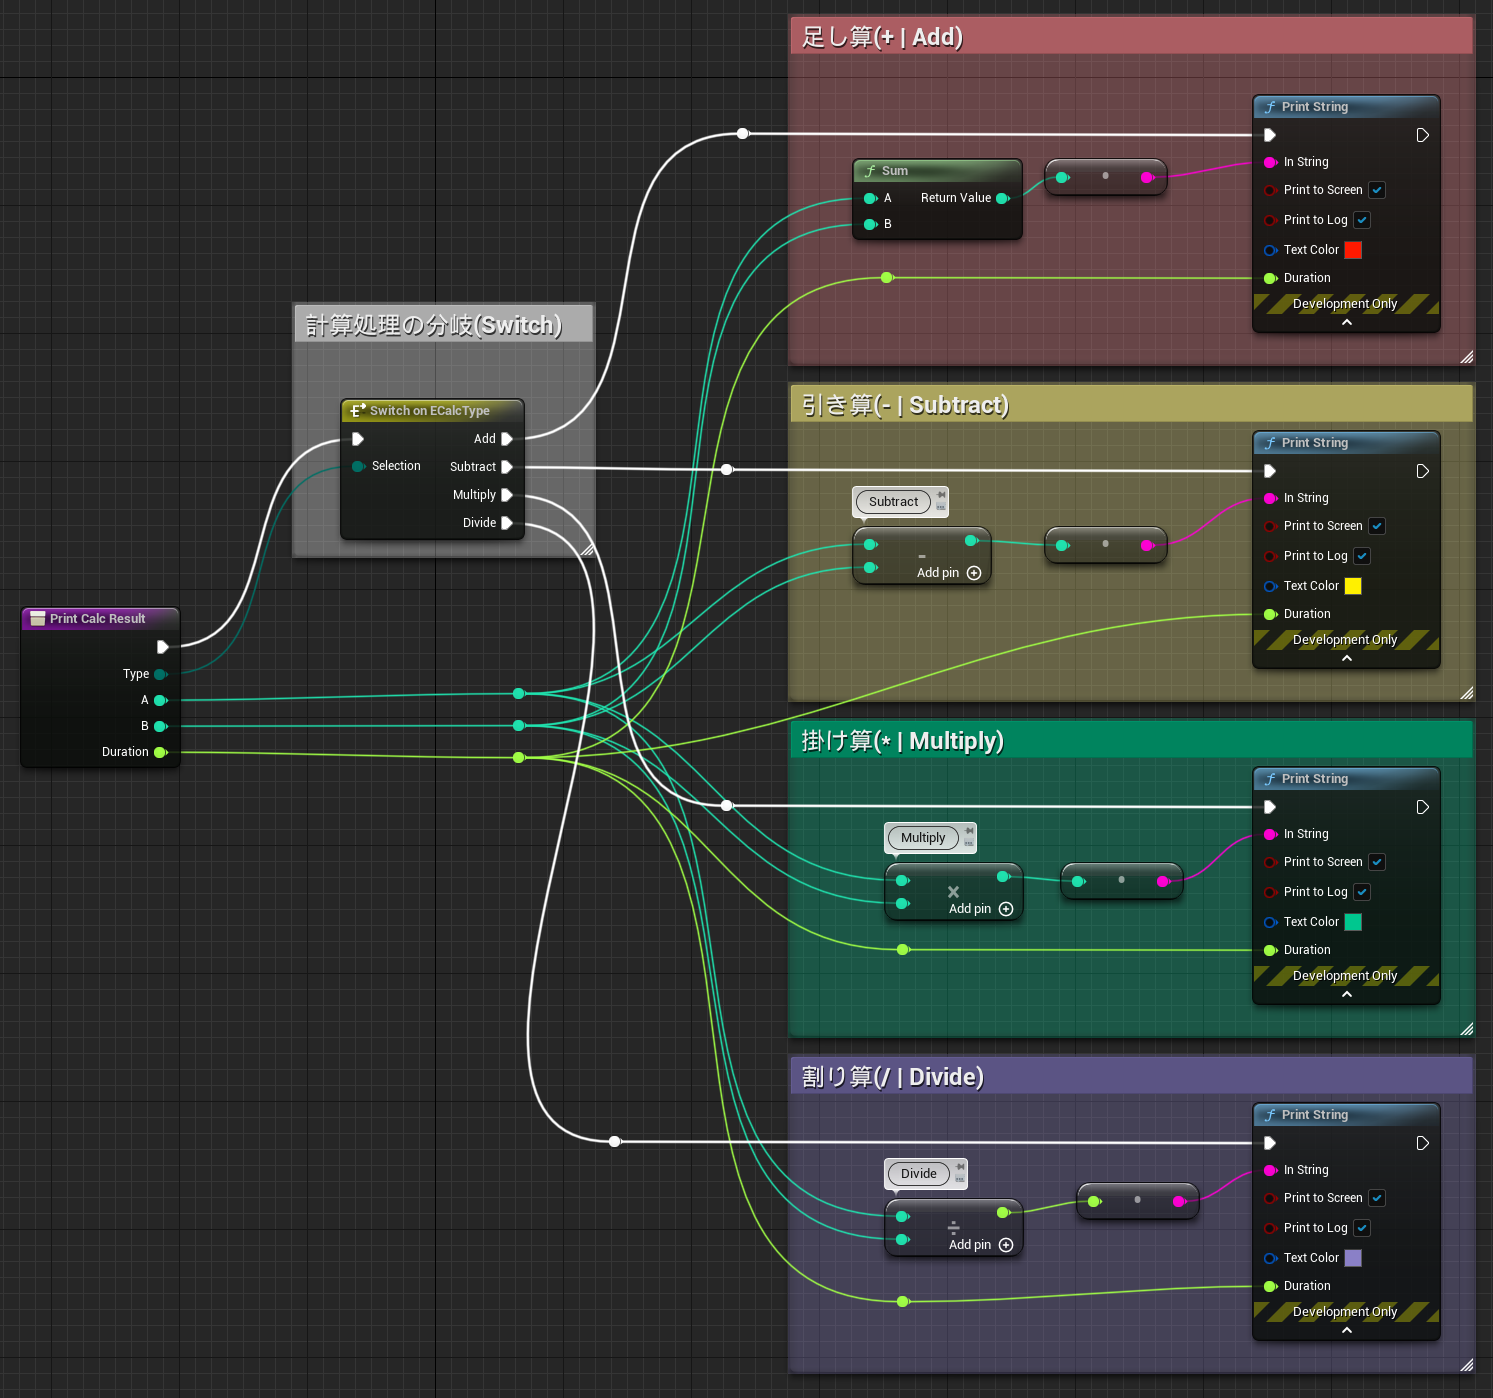 足し算(+ | Add)
Print String
In String
Print to Screen
Print to Log
Text Color
Duration
Development Only
Sum
A Return Value
B
計算処理の分岐(Switch)
Switch on ECalcType
Add
Selection Subtract
Multiply
Divide
引き算(- | Subtract)
Print String
In String
Print to Screen
Print to Log
Text Color
Duration
Development Only
Subtract
-
Add pin
Print Calc Result
Type
A
B
Duration
掛け算(* | Multiply)
Print String
In String
Print to Screen
Print to Log
Text Color
Duration
Development Only
Multiply
×
Add pin
割り算(/ | Divide)
Print String
In String
Print to Screen
Print to Log
Text Color
Duration
Development Only
Divide
÷
Add pin